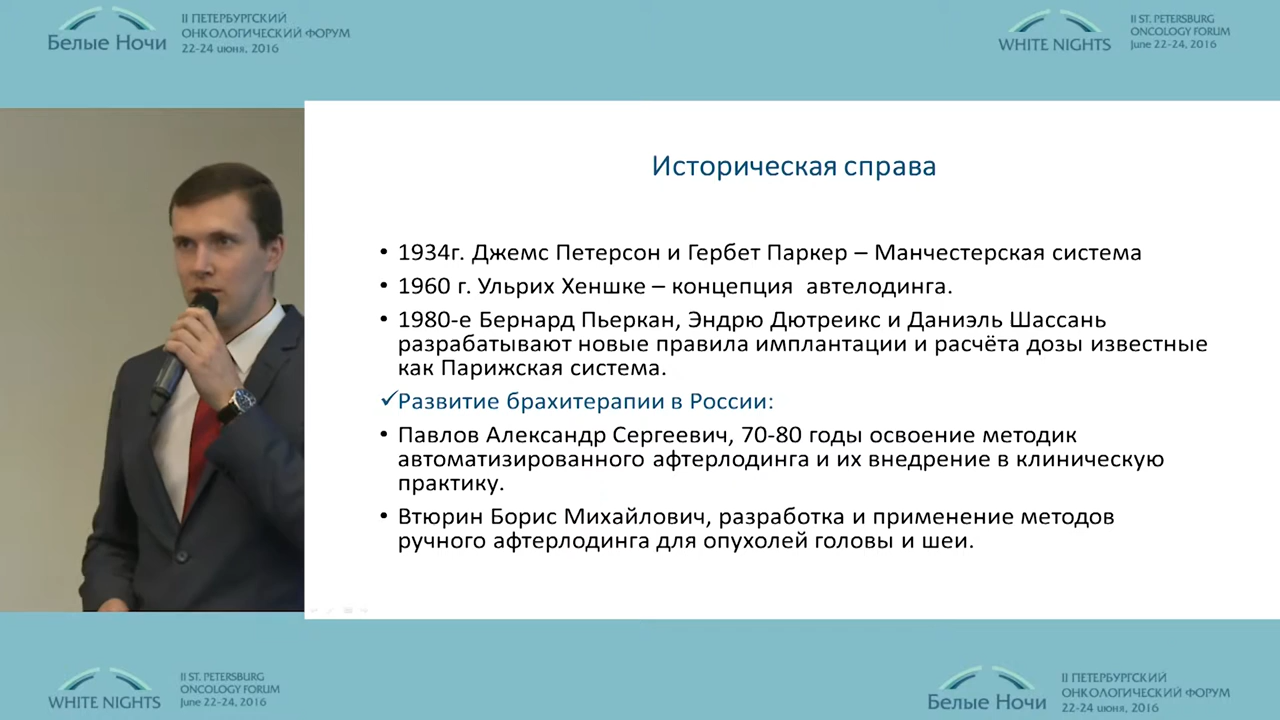 Белые Ночи
II ПЕТЕРБУРГСКИЙ
ОНКОЛОГИЧЕСКИЙ ФОРУМ
22-24 июня, 2016
WHITE NIGHTS
II ST. PETERSBURG
ONCOLOGY FORUM
June 22-24, 2016
Историческая справа
• 1934г. Джемс Петерсон и Гербет Паркер – Манчестерская система
• 1960 г. Ульрих Хеншке – концепция автелодинга.
• 1980-е Бернард Пьеркан, Эндрю Дютреикс и Даниэль Шассань
разрабатывают новые правила имплантации и расчёта дозы известные
как Парижская система.
✓Развитие брахитерапии в России:
• Павлов Александр Сергеевич, 70-80 годы освоение методик
автоматизированного афтерлодинга и их внедрение в клиническую
практику.
• Втюрин Борис Михайлович, разработка и применение методов
ручного афтерлодинга для опухолей головы и шеи.
WHITE NIGHTS
II ST. PETERSBURG
ONCOLOGY FORUM
June 22-24, 2016
Белые Ночи
II ПЕТЕРБУРГСКИЙ
ОНКОЛОГИЧЕСКИЙ ФОРУМ
22-24 июня, 2016